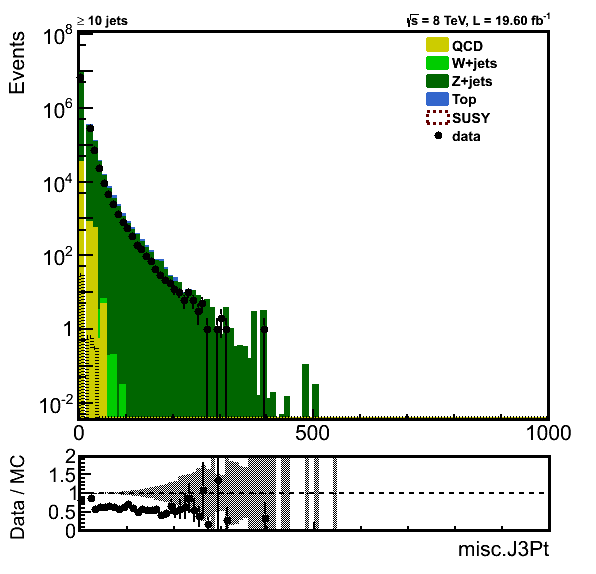 ≥ 10 jets
√s = 8 TeV, L = 19.60 fb⁻¹
Events
10⁸
10⁶
10⁴
10²
1
10⁻²
QCD
W+jets
Z+jets
Top
SUSY
data
0
500
1000
Data / MC
2
1.5
1
0.5
0
misc.J3Pt